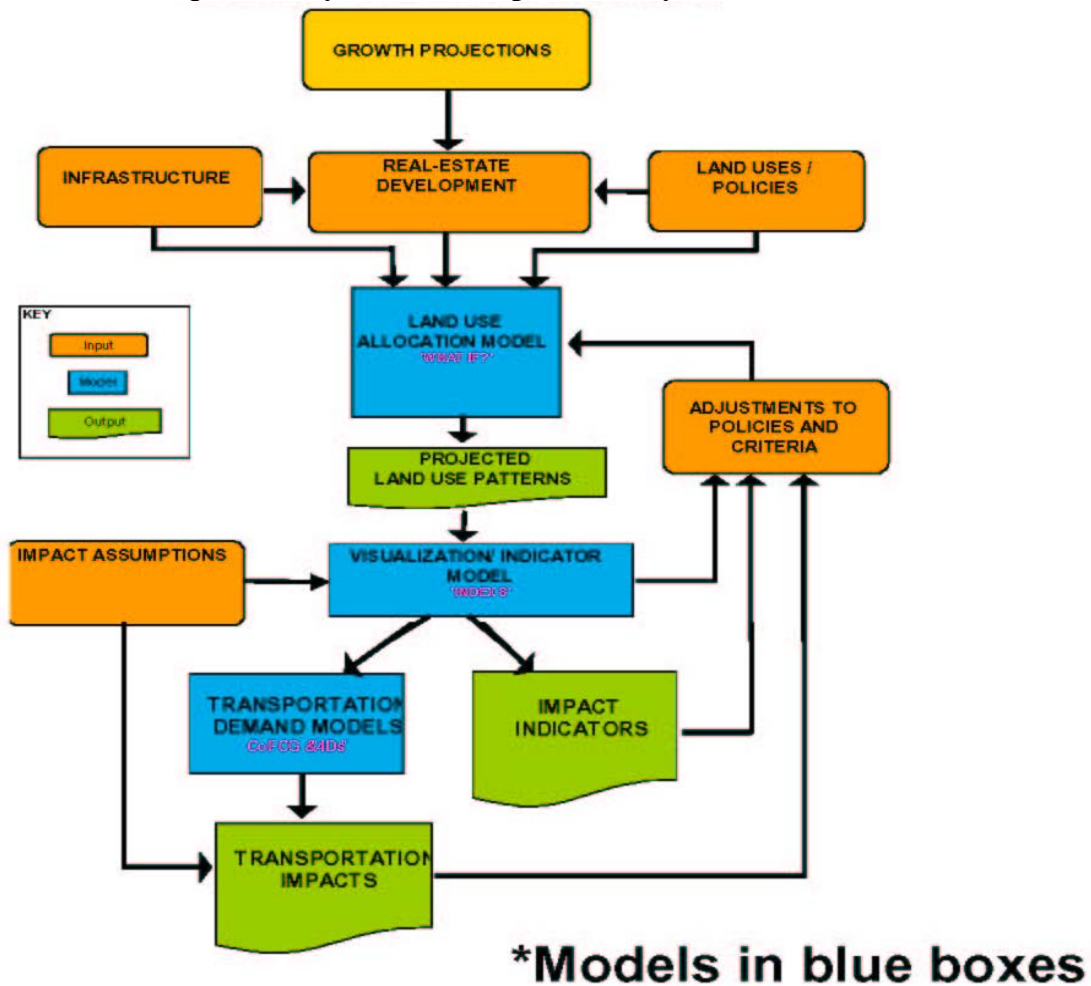 GROWTH PROJECTIONS
INFRASTRUCTURE
REAL-ESTATE
DEVELOPMENT
LAND USES /
POLICIES
KEY
Input
Model
Output
LAND USE
ALLOCATION MODEL
'WHAT IF?'
ADJUSTMENTS TO
POLICIES AND
CRITERIA
PROJECTED
LAND USE PATTERNS
IMPACT ASSUMPTIONS
VISUALIZATION/ INDICATOR
MODEL
TRANSPORTATION
DEMAND MODELS
IMPACT
INDICATORS
TRANSPORTATION
IMPACTS
*Models in blue boxes